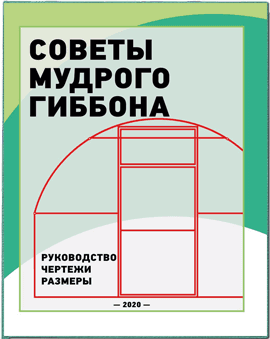 СОВЕТЫ
МУДРОГО
ГИББОНА
РУКОВОДСТВО
ЧЕРТЕЖИ
РАЗМЕРЫ
— 2020 —